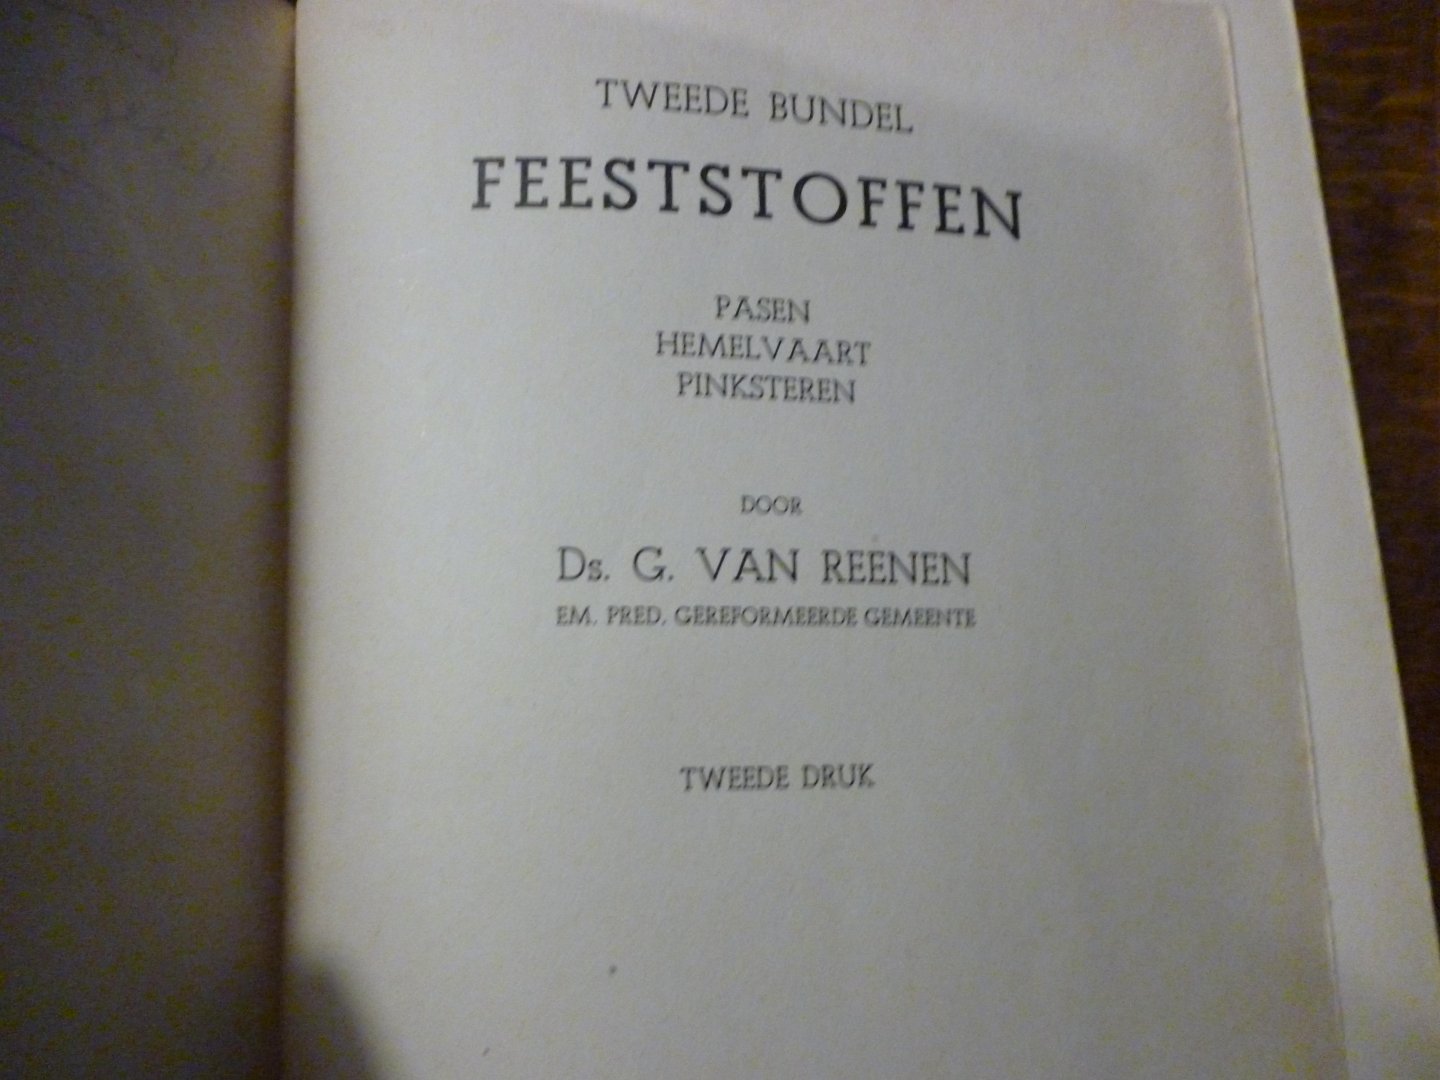 TWEEDE BUNDEL
FEESTSTOFFEN
PASEN
HEMELVAART
PINKSTEREN
DOOR
Ds. G. VAN REENEN
EM. PRED. GEREFORMEERDE GEMEENTE
TWEEDE DRUK